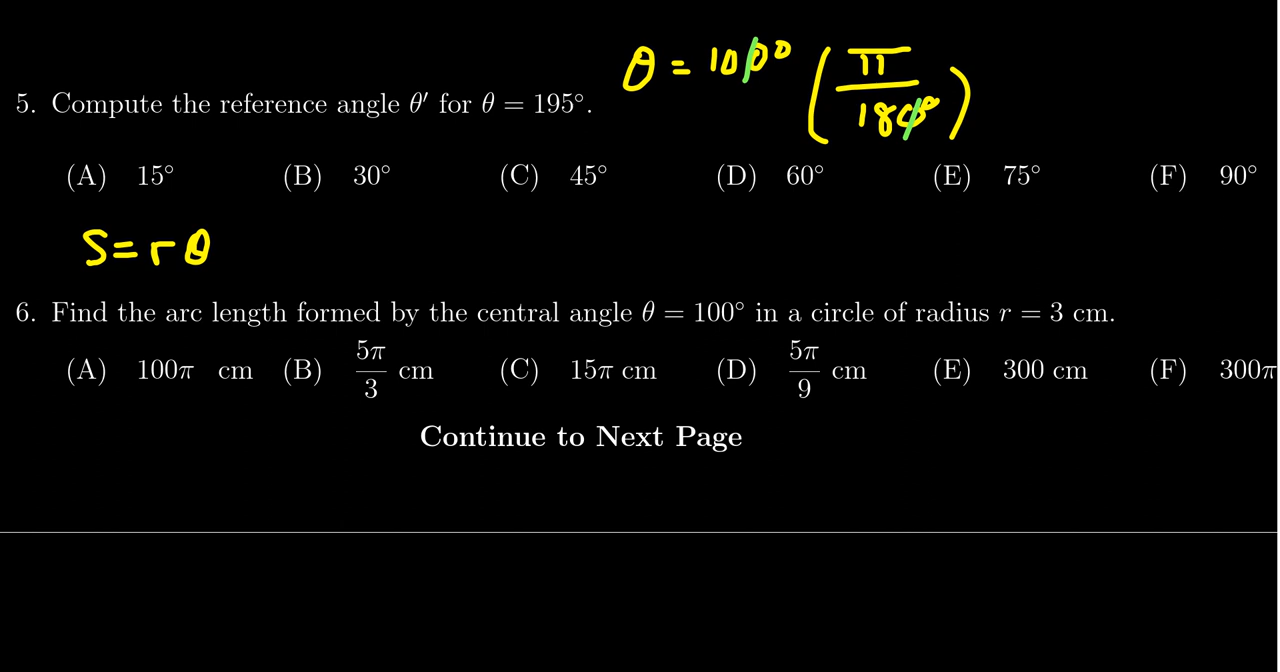 θ = 100° (π/180°)
5. Compute the reference angle θ′ for θ = 195°.
(A) 15° (B) 30° (C) 45° (D) 60° (E) 75° (F) 90°
S = rθ
6. Find the arc length formed by the central angle θ = 100° in a circle of radius r = 3 cm.
(A) 100π cm (B) 5π/3 cm (C) 15π cm (D) 5π/9 cm (E) 300 cm (F) 300π
Continue to Next Page